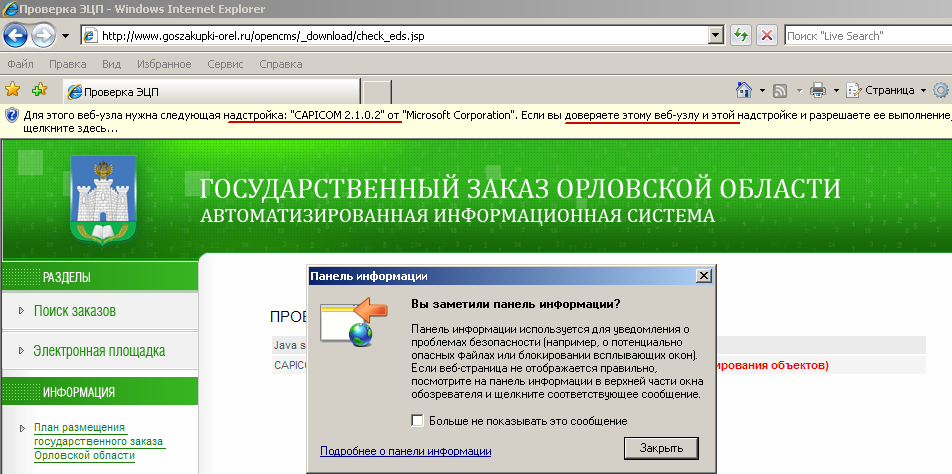 Проверка ЭЦП - Windows Internet Explorer
http://www.goszakupki-orel.ru/opencms/_download/check_eds.jsp
Поиск "Live Search"
Файл Правка Вид Избранное Сервис Справка
Проверка ЭЦП
Страница
Для этого веб-узла нужна следующая надстройка: "CAPICOM 2.1.0.2" от "Microsoft Corporation". Если вы доверяете этому веб-узлу и этой надстройке и разрешаете ее выполнение,
щелкните здесь...
ГОСУДАРСТВЕННЫЙ ЗАКАЗ ОРЛОВСКОЙ ОБЛАСТИ
АВТОМАТИЗИРОВАННАЯ ИНФОРМАЦИОННАЯ СИСТЕМА
РАЗДЕЛЫ
Поиск заказов
Электронная площадка
ИНФОРМАЦИЯ
План размещения
государственного заказа
Орловской области
ПРОВ
Java s
CAPICO
ирования объектов)
Панель информации
Вы заметили панель информации?
Панель информации используется для уведомления о
проблемах безопасности (например, о потенциально
опасных файлах или блокировании всплывающих окон).
Если веб-страница не отображается правильно,
посмотрите на панель информации в верхней части окна
обозревателя и щелкните соответствующее сообщение.
Больше не показывать это сообщение
Подробнее о панели информации
Закрыть